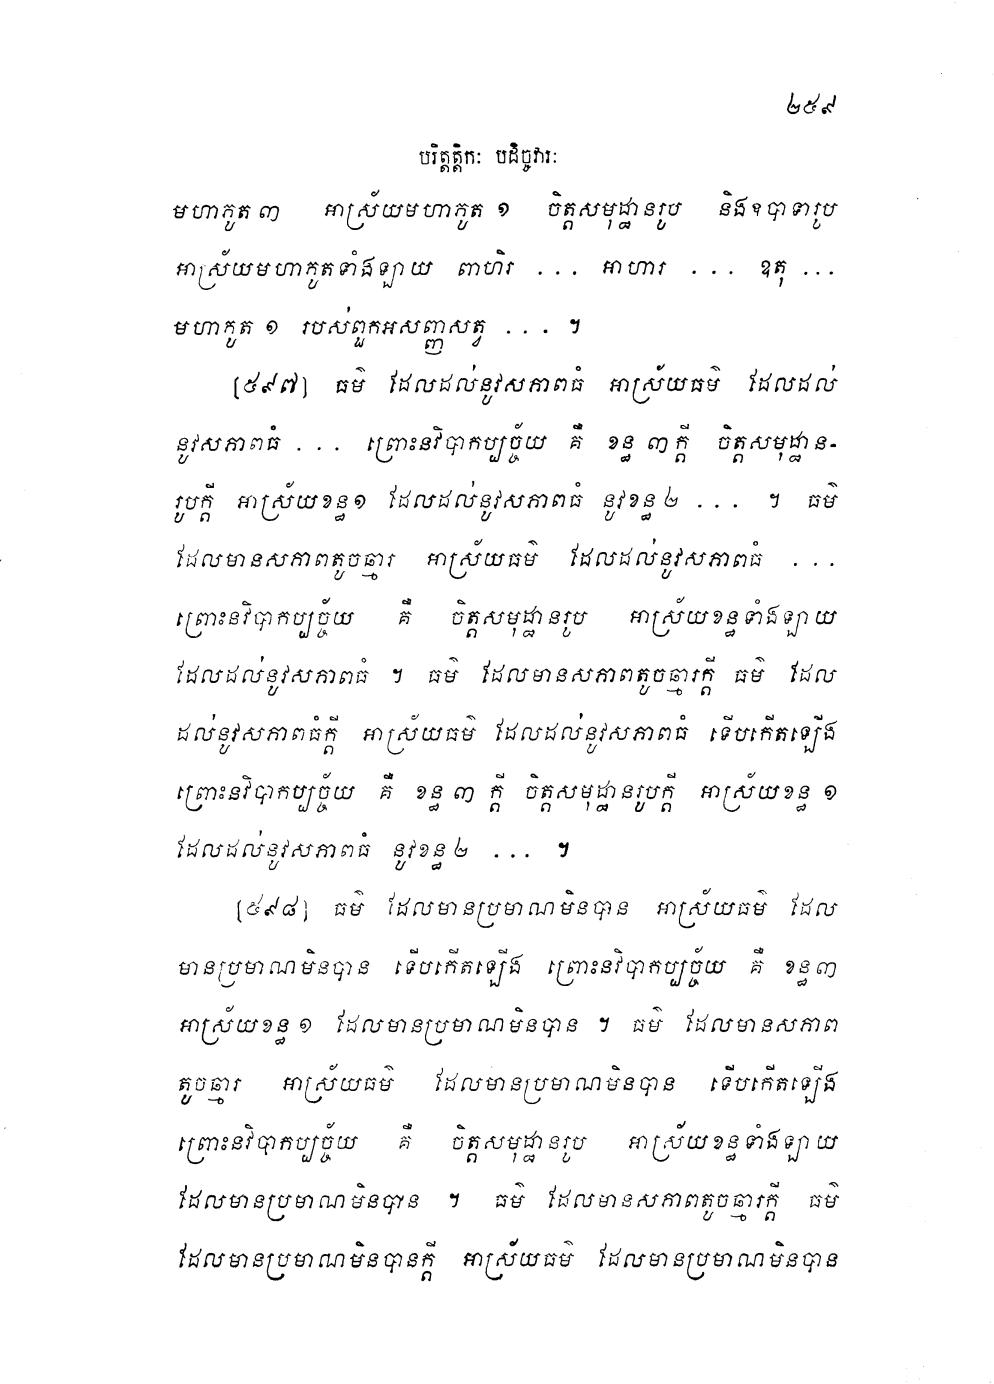 ២៥៩
បរិត្តត្តិកៈ បដិច្ចវារៈ
មហាភូត ៣ អាស្រ័យមហាភូត ១ ចិត្តសមុដ្ឋានរូប និងឧបាទារូប
អាស្រ័យមហាភូតទាំងឡាយ ពាហិរ ... អាហារ ... ឧតុ ...
មហាភូត ១ របស់ពួកអសញ្ញសត្វ ... ។
[៥៩៧] ធម៌ ដែលដល់នូវសភាពធំ អាស្រ័យធម៌ ដែលដល់
នូវសភាពធំ ... ព្រោះនវិបាកប្បច្ច័យ គឺ ខន្ធ ៣ ក្តី ចិត្តសមុដ្ឋាន-
រូបក្តី អាស្រ័យខន្ធ ១ ដែលដល់នូវសភាពធំ នូវខន្ធ ២ ... ។ ធម៌
ដែលមានសភាពតូចឆ្មារ អាស្រ័យធម៌ ដែលដល់នូវសភាពធំ ...
ព្រោះនវិបាកប្បច្ច័យ គឺ ចិត្តសមុដ្ឋានរូប អាស្រ័យខន្ធទាំងឡាយ
ដែលដល់នូវសភាពធំ ។ ធម៌ ដែលមានសភាពតូចឆ្មារក្តី ធម៌ ដែល
ដល់នូវសភាពធំក្តី អាស្រ័យធម៌ ដែលដល់នូវសភាពធំ ទើបកើតឡើង
ព្រោះនវិបាកប្បច្ច័យ គឺ ខន្ធ ៣ ក្តី ចិត្តសមុដ្ឋានរូបក្តី អាស្រ័យខន្ធ ១
ដែលដល់នូវសភាពធំ នូវខន្ធ ២ ... ។
[៥៩៨] ធម៌ ដែលមានប្រមាណមិនបាន អាស្រ័យធម៌ ដែល
មានប្រមាណមិនបាន ទើបកើតឡើង ព្រោះនវិបាកប្បច្ច័យ គឺ ខន្ធ ៣
អាស្រ័យខន្ធ ១ ដែលមានប្រមាណមិនបាន ។ ធម៌ ដែលមានសភាព
តូចឆ្មារ អាស្រ័យធម៌ ដែលមានប្រមាណមិនបាន ទើបកើតឡើង
ព្រោះនវិបាកប្បច្ច័យ គឺ ចិត្តសមុដ្ឋានរូប អាស្រ័យខន្ធទាំងឡាយ
ដែលមានប្រមាណមិនបាន ។ ធម៌ ដែលមានសភាពតូចឆ្មារក្តី ធម៌
ដែលមានប្រមាណមិនបានក្តី អាស្រ័យធម៌ ដែលមានប្រមាណមិនបាន